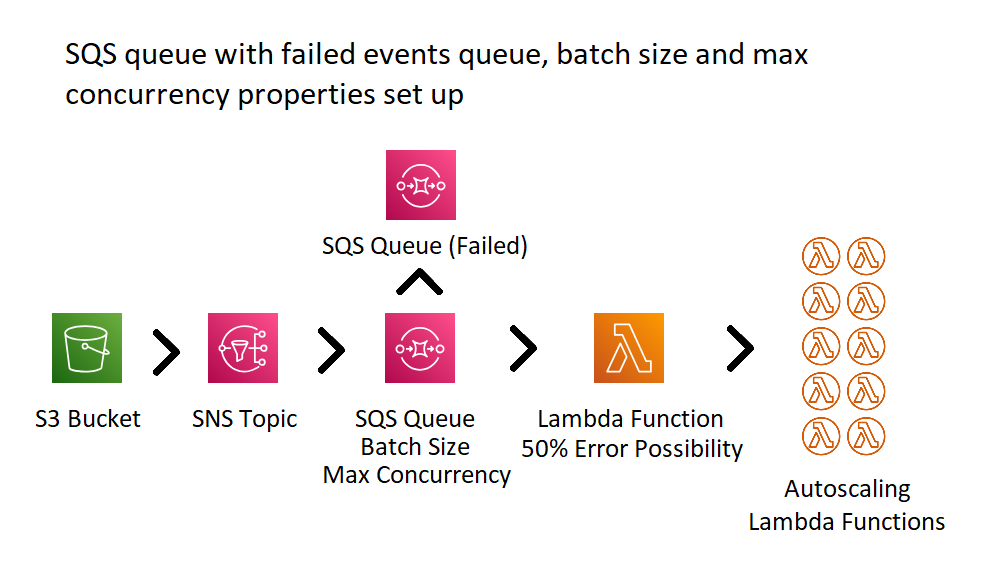 SQS queue with failed events queue, batch size and max
concurrency properties set up
SQS Queue (Failed)
S3 Bucket
SNS Topic
SQS Queue
Batch Size
Max Concurrency
Lambda Function
50% Error Possibility
Autoscaling
Lambda Functions